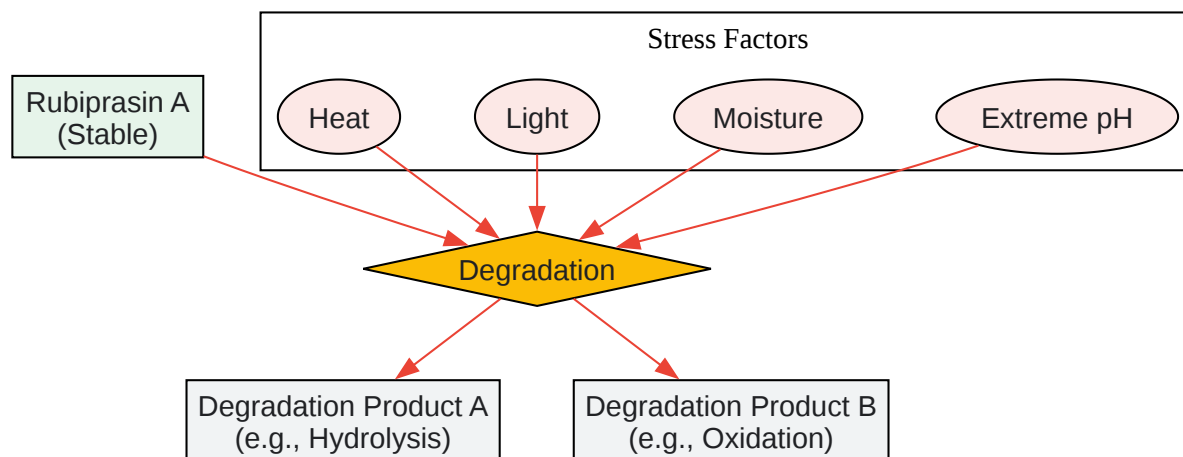 Stress Factors
Rubiprasin A
(Stable)
Heat
Light
Moisture
Extreme pH
Degradation
Degradation Product A
(e.g., Hydrolysis)
Degradation Product B
(e.g., Oxidation)